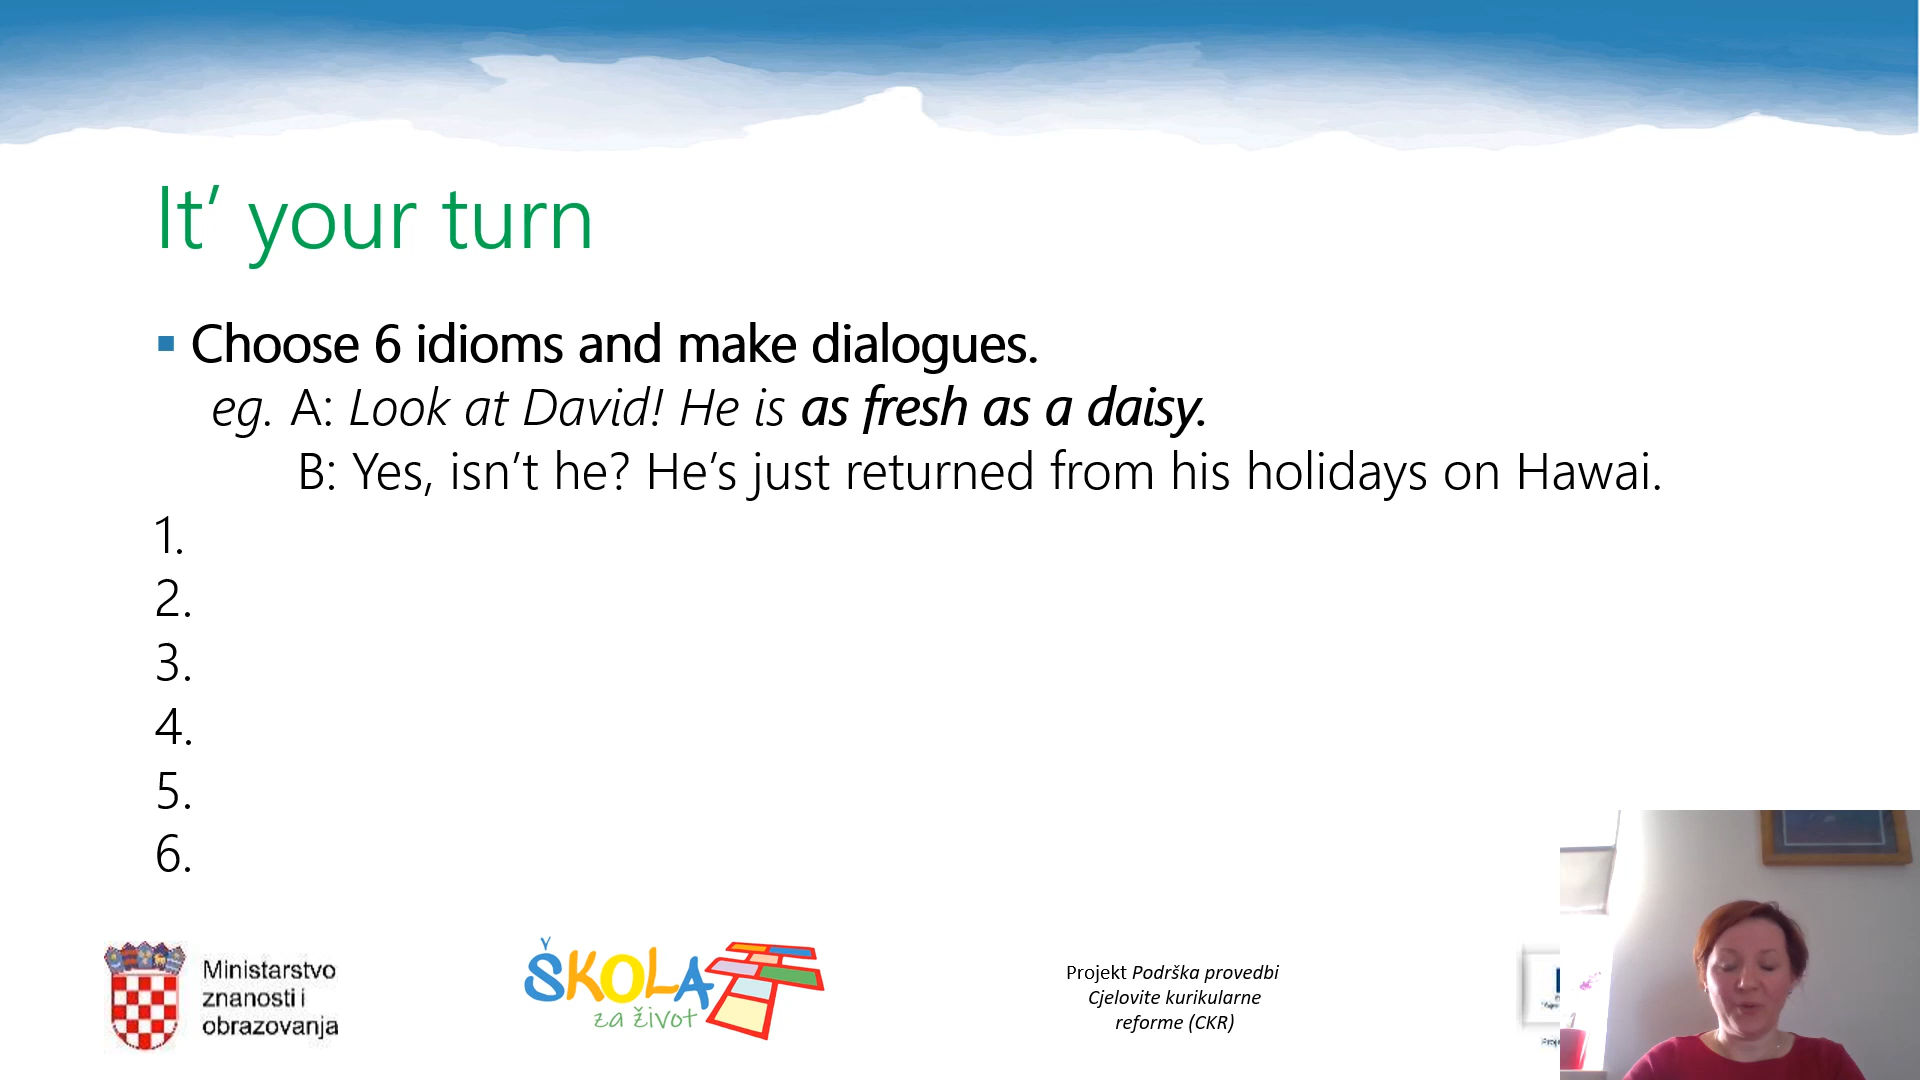 It’ your turn
Choose 6 idioms and make dialogues.
eg. A: Look at David! He is as fresh as a daisy.
B: Yes, isn’t he? He’s just returned from his holidays on Hawai.
1.
2.
3.
4.
5.
6.
Ministarstvo
znanosti i
obrazovanja
ŠKOLA
za život
Projekt Podrška provedbi
Cjelovite kurikularne
reforme (CKR)